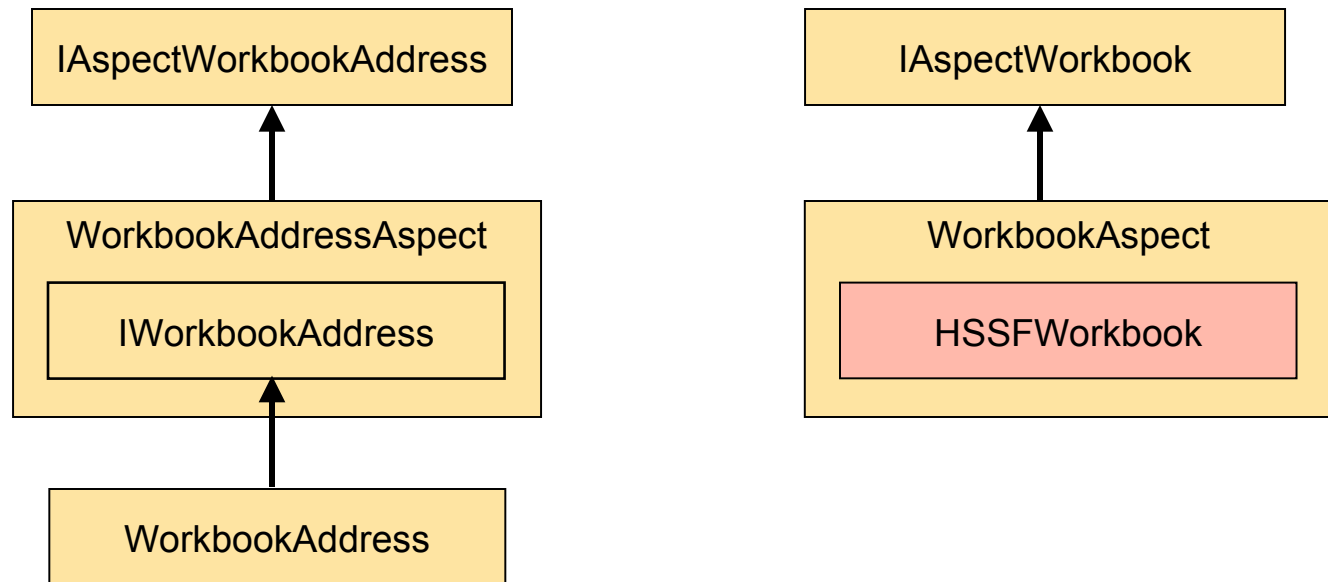 IAspectWorkbookAddress
IAspectWorkbook
WorkbookAddressAspect
WorkbookAspect
IWorkbookAddress
HSSFWorkbook
WorkbookAddress